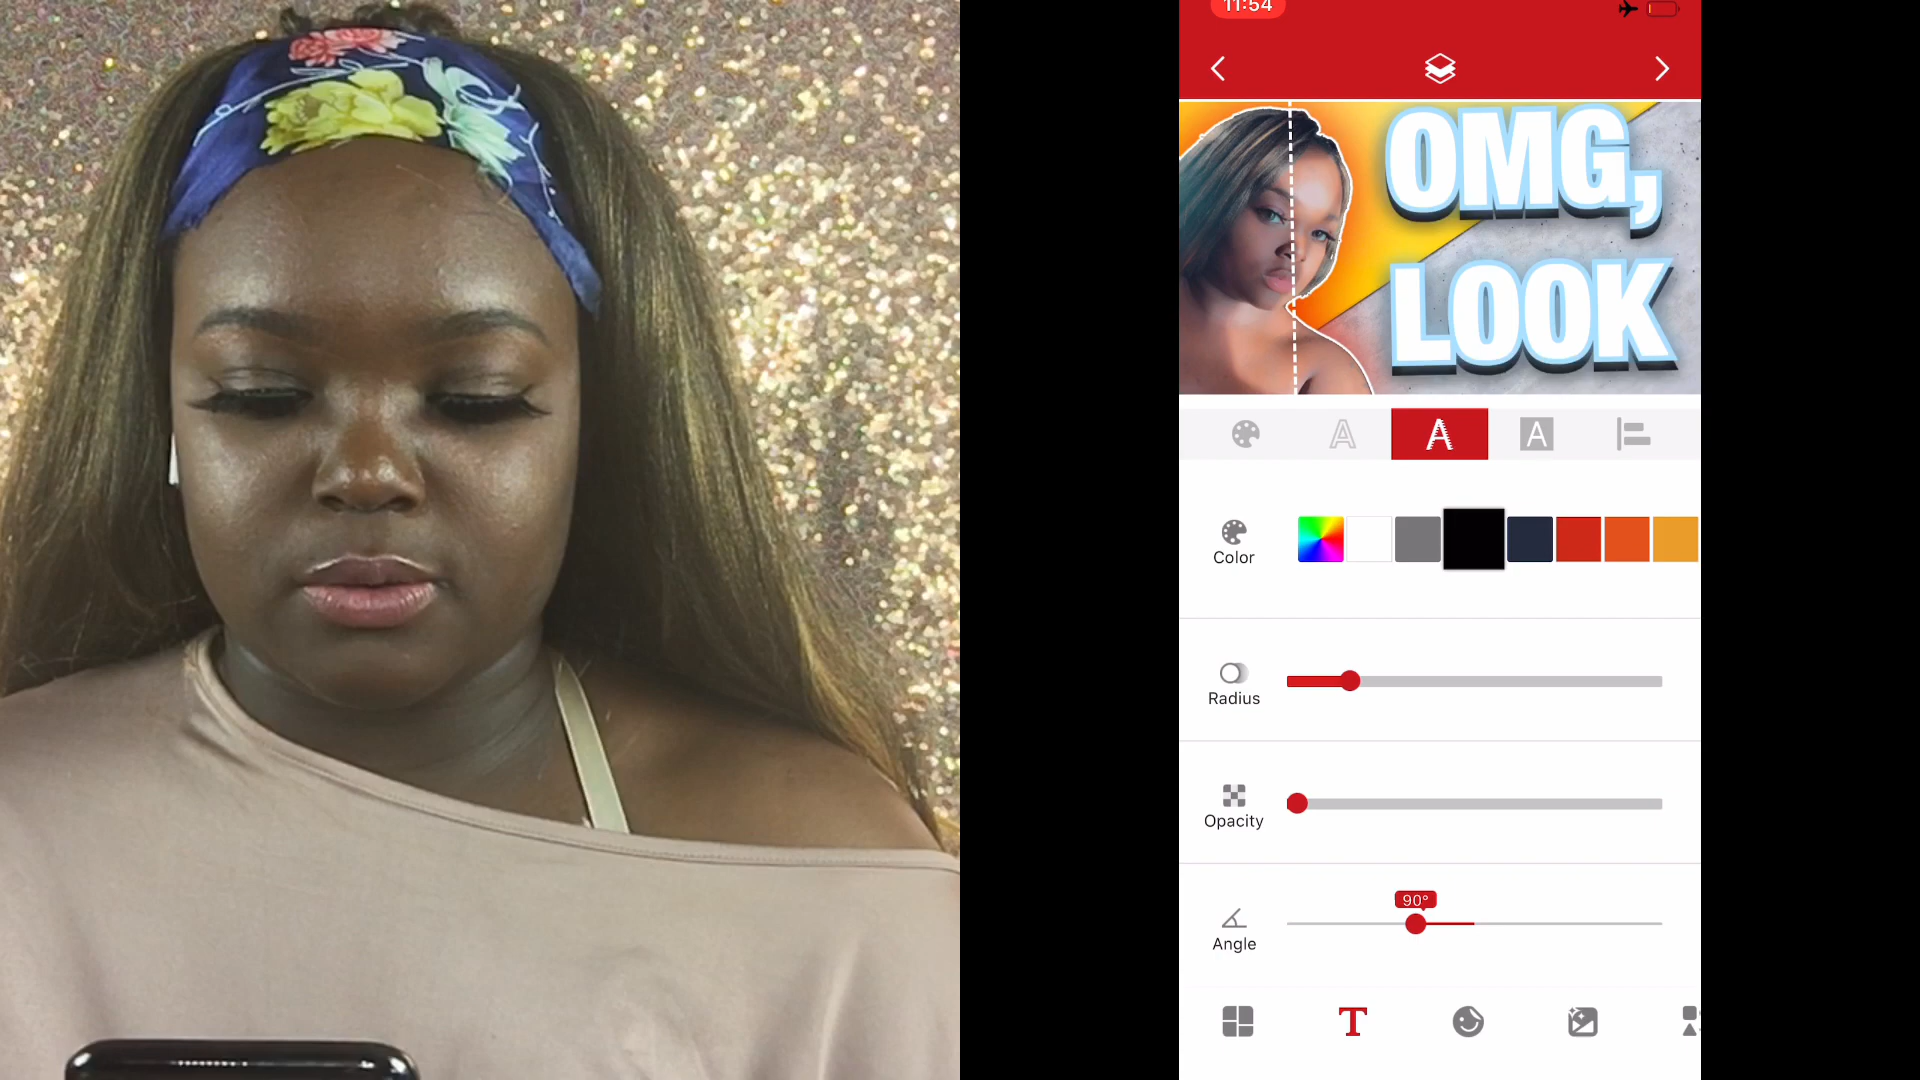 11:54
OMG,
LOOK
A
A
A
Color
Radius
Opacity
90°
Angle
T